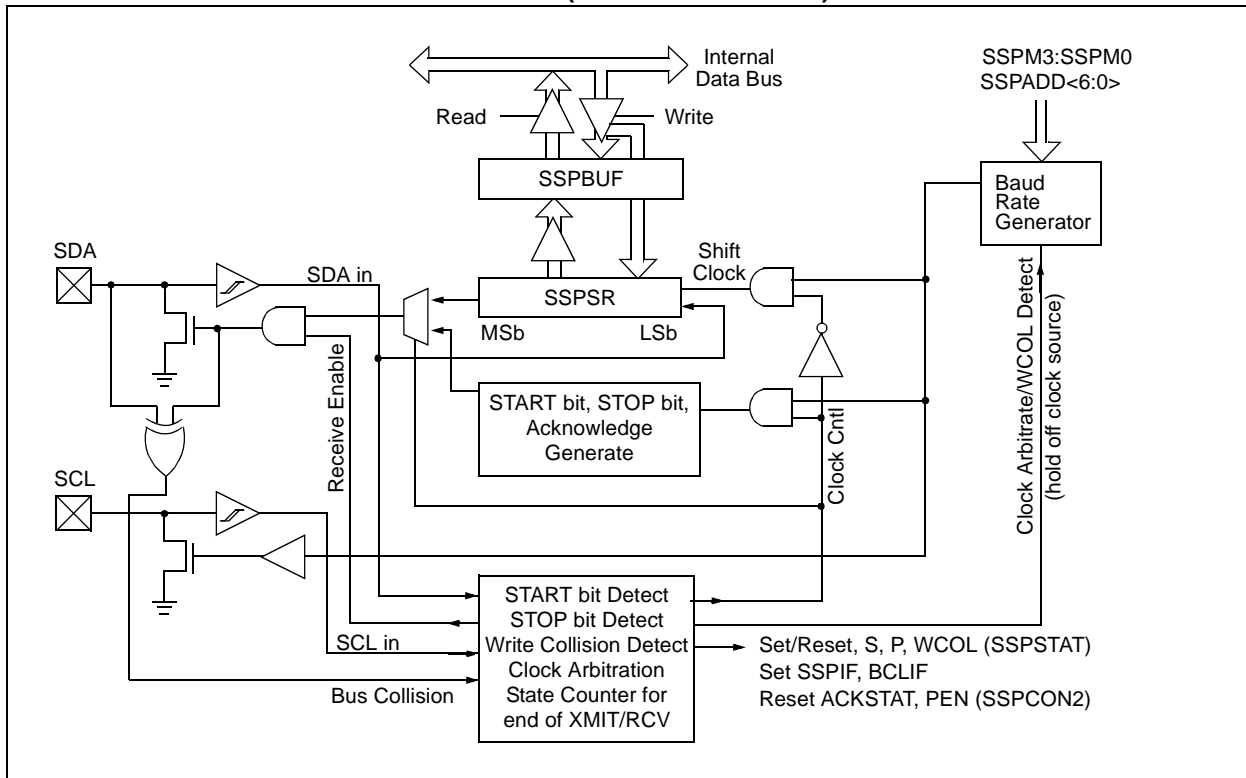 Internal
Data Bus
Read
Write
SSPM3:SSPM0
SSPADD<6:0>
SSPBUF
Baud
Rate
Generator
SDA
SDA in
Shift
Clock
SSPSR
MSb
LSb
Receive Enable
START bit, STOP bit,
Acknowledge
Generate
Clock Cntl
Clock Arbitrate/WCOL Detect
(hold off clock source)
SCL
SCL in
Bus Collision
START bit Detect
STOP bit Detect
Write Collision Detect
Clock Arbitration
State Counter for
end of XMIT/RCV
Set/Reset, S, P, WCOL (SSPSTAT)
Set SSPIF, BCLIF
Reset ACKSTAT, PEN (SSPCON2)